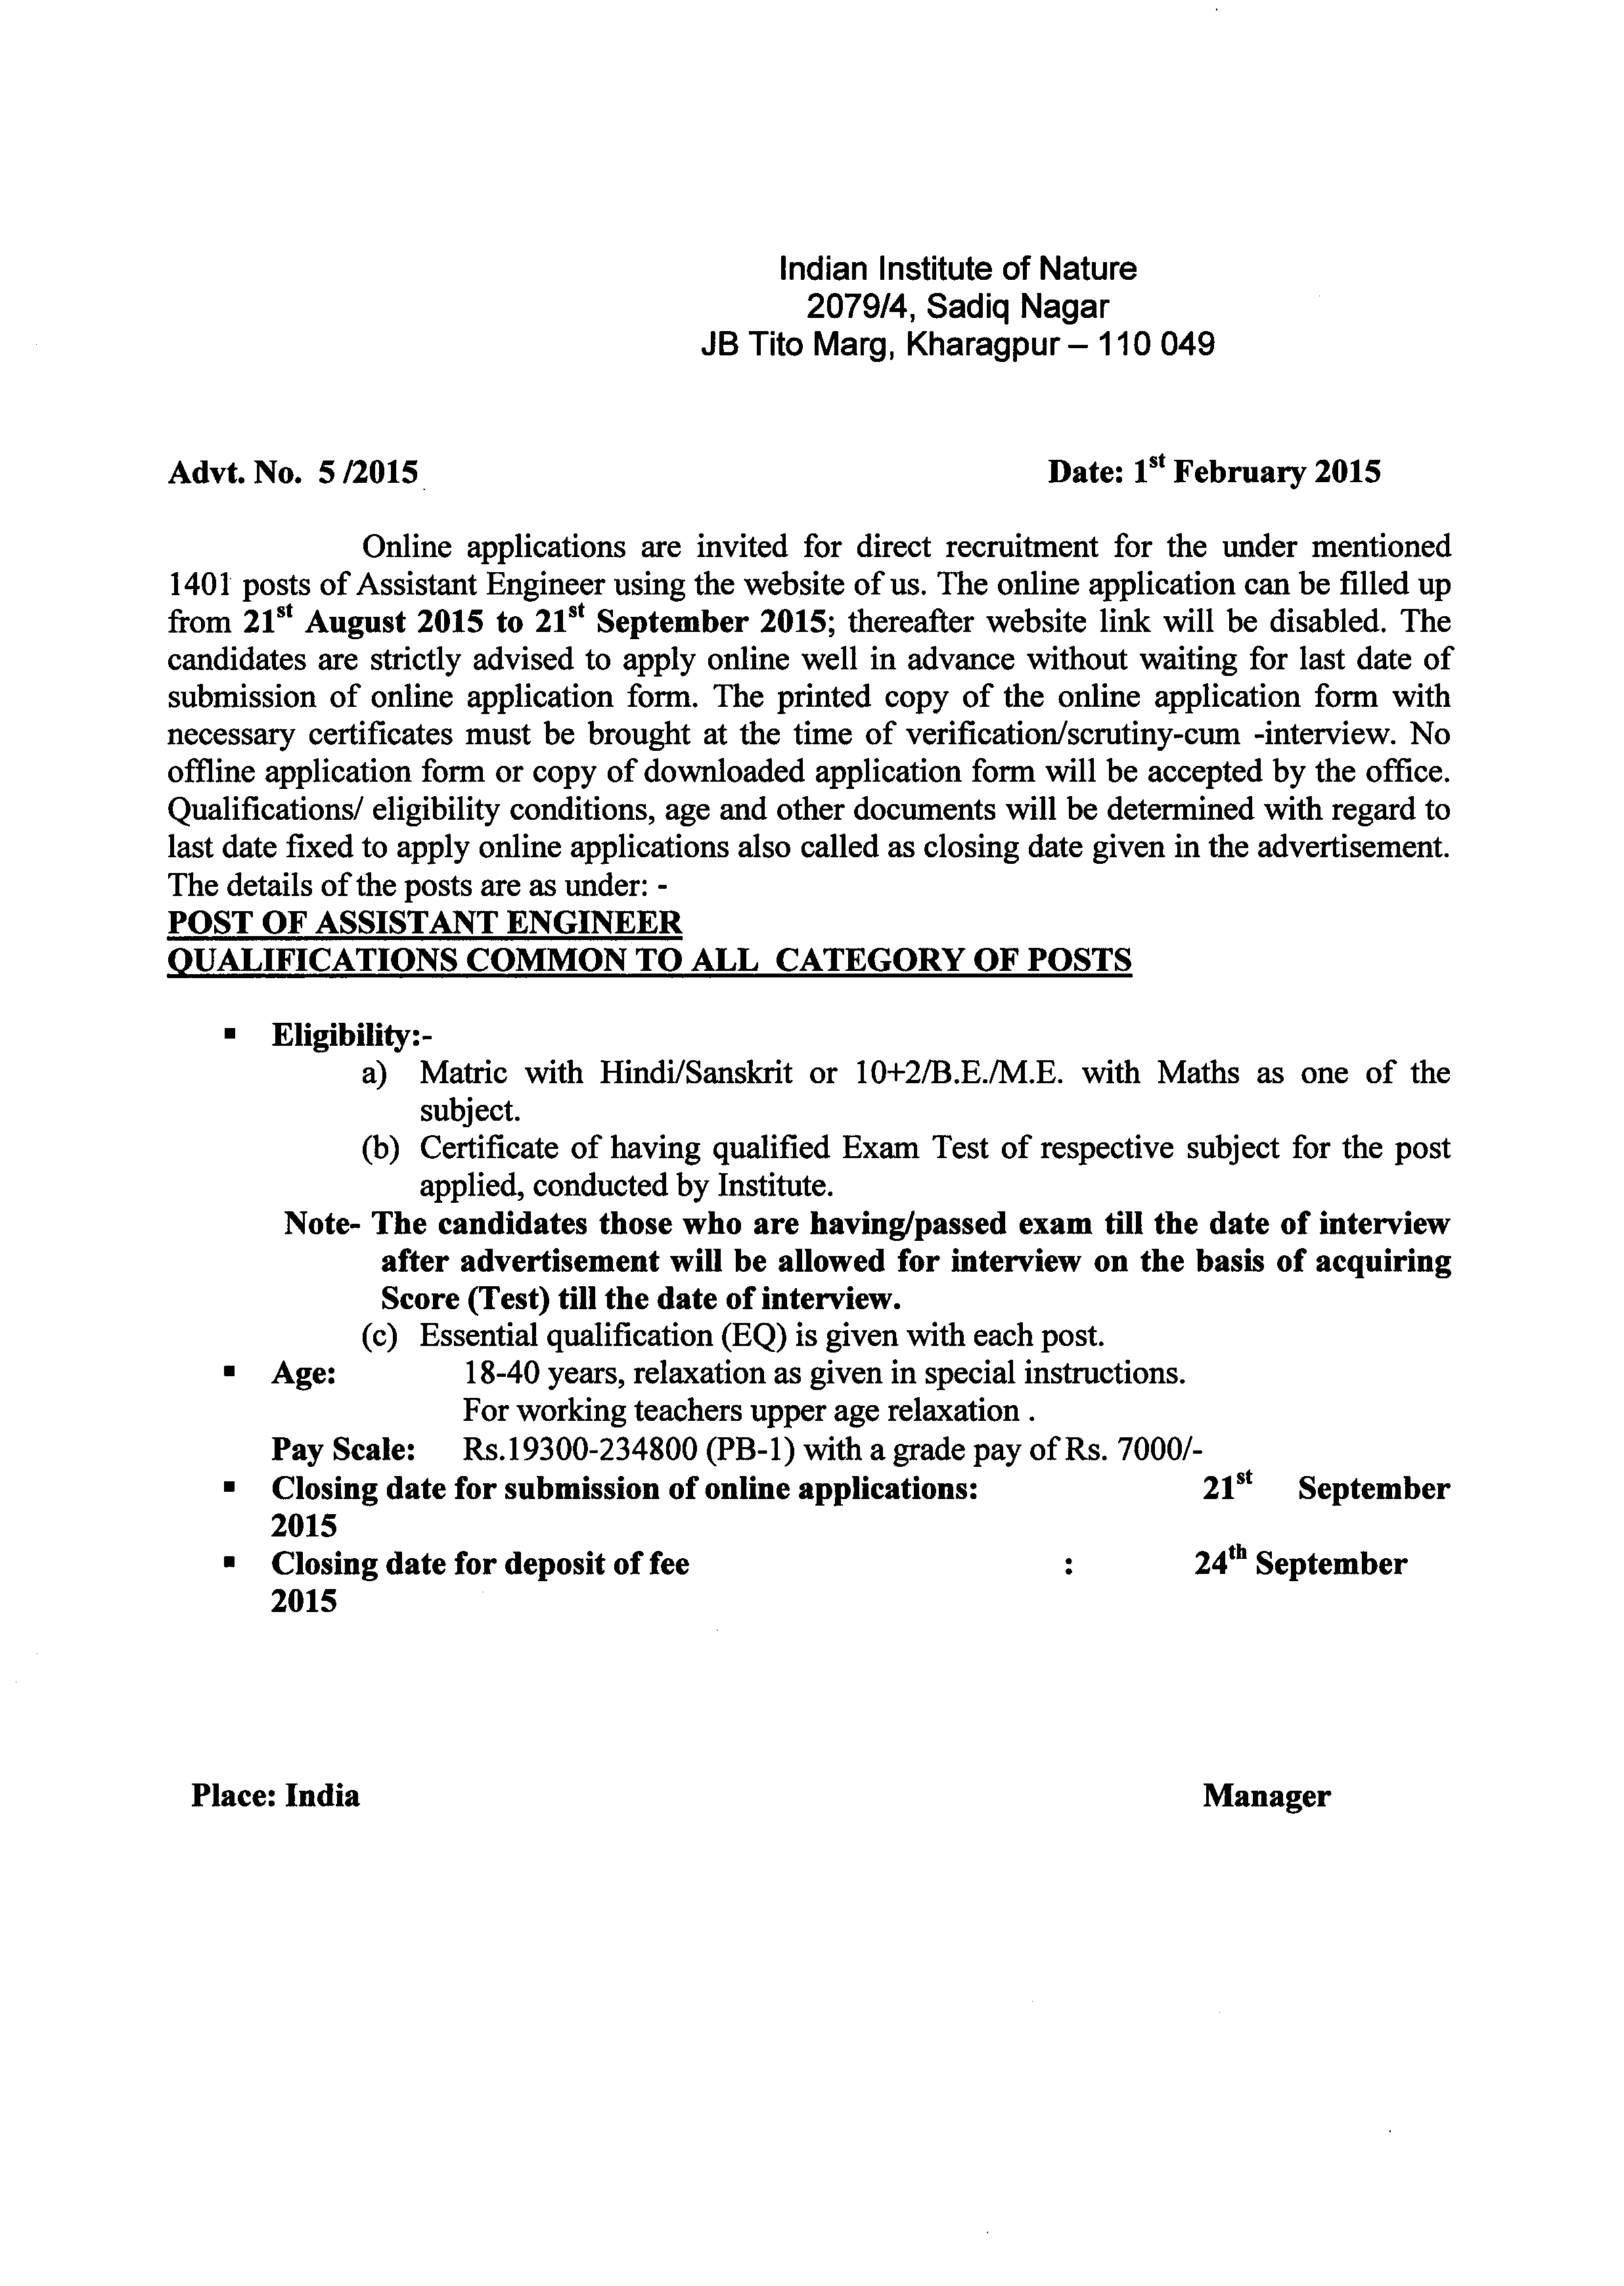 Indian Institute of Nature
2079/4, Sadiq Nagar
JB Tito Marg, Kharagpur – 110 049
Advt. No. 5 /2015 Date: 1st February 2015
Online applications are invited for direct recruitment for the under mentioned
1401 posts of Assistant Engineer using the website of us. The online application can be filled up
from 21st August 2015 to 21st September 2015; thereafter website link will be disabled. The
candidates are strictly advised to apply online well in advance without waiting for last date of
submission of online application form. The printed copy of the online application form with
necessary certificates must be brought at the time of verification/scrutiny-cum -interview. No
offline application form or copy of downloaded application form will be accepted by the office.
Qualifications/ eligibility conditions, age and other documents will be determined with regard to
last date fixed to apply online applications also called as closing date given in the advertisement.
The details of the posts are as under: -
POST OF ASSISTANT ENGINEER
QUALIFICATIONS COMMON TO ALL CATEGORY OF POSTS
▪ Eligibility:-
a) Matric with Hindi/Sanskrit or 10+2/B.E./M.E. with Maths as one of the
subject.
(b) Certificate of having qualified Exam Test of respective subject for the post
applied, conducted by Institute.
Note- The candidates those who are having/passed exam till the date of interview
after advertisement will be allowed for interview on the basis of acquiring
Score (Test) till the date of interview.
(c) Essential qualification (EQ) is given with each post.
▪ Age: 18-40 years, relaxation as given in special instructions.
For working teachers upper age relaxation .
Pay Scale: Rs.19300-234800 (PB-1) with a grade pay of Rs. 7000/-
▪ Closing date for submission of online applications: 21st September
2015
▪ Closing date for deposit of fee : 24th September
2015
Place: India Manager